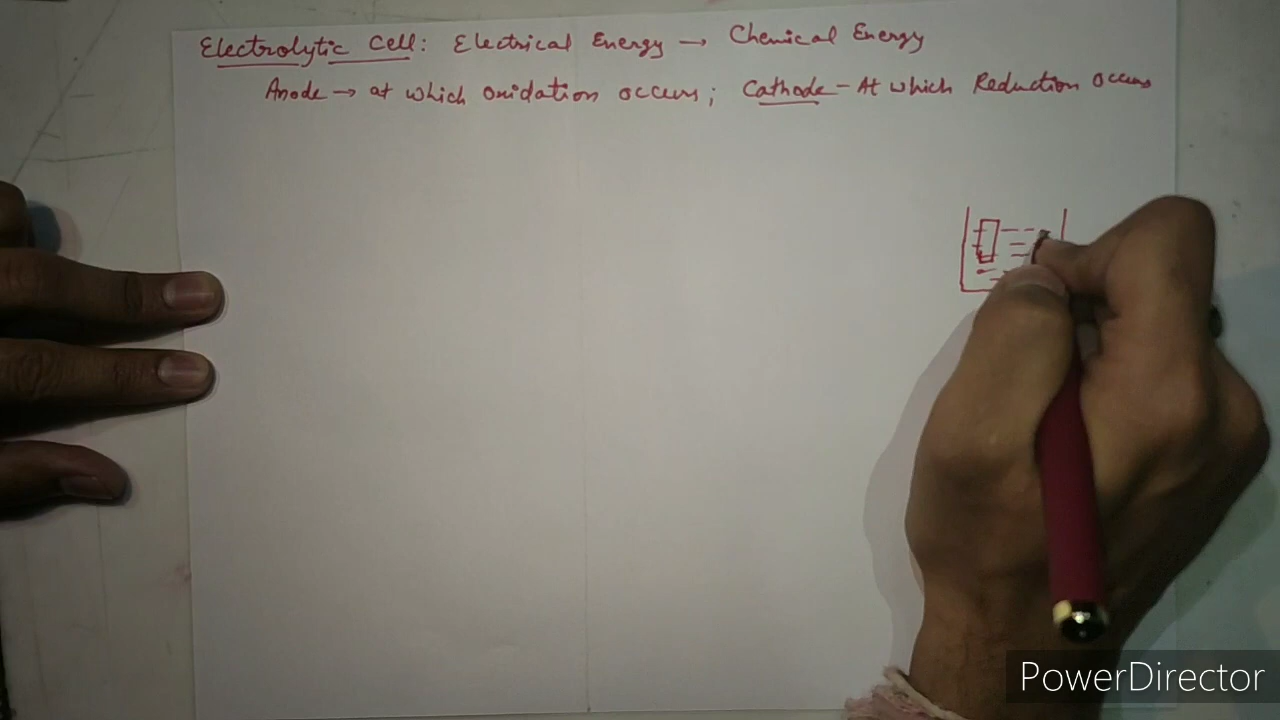 Electrolytic Cell: Electrical Energy → Chemical Energy
Anode → at which oxidation occurs; Cathode - At which Reduction occurs
PowerDirector